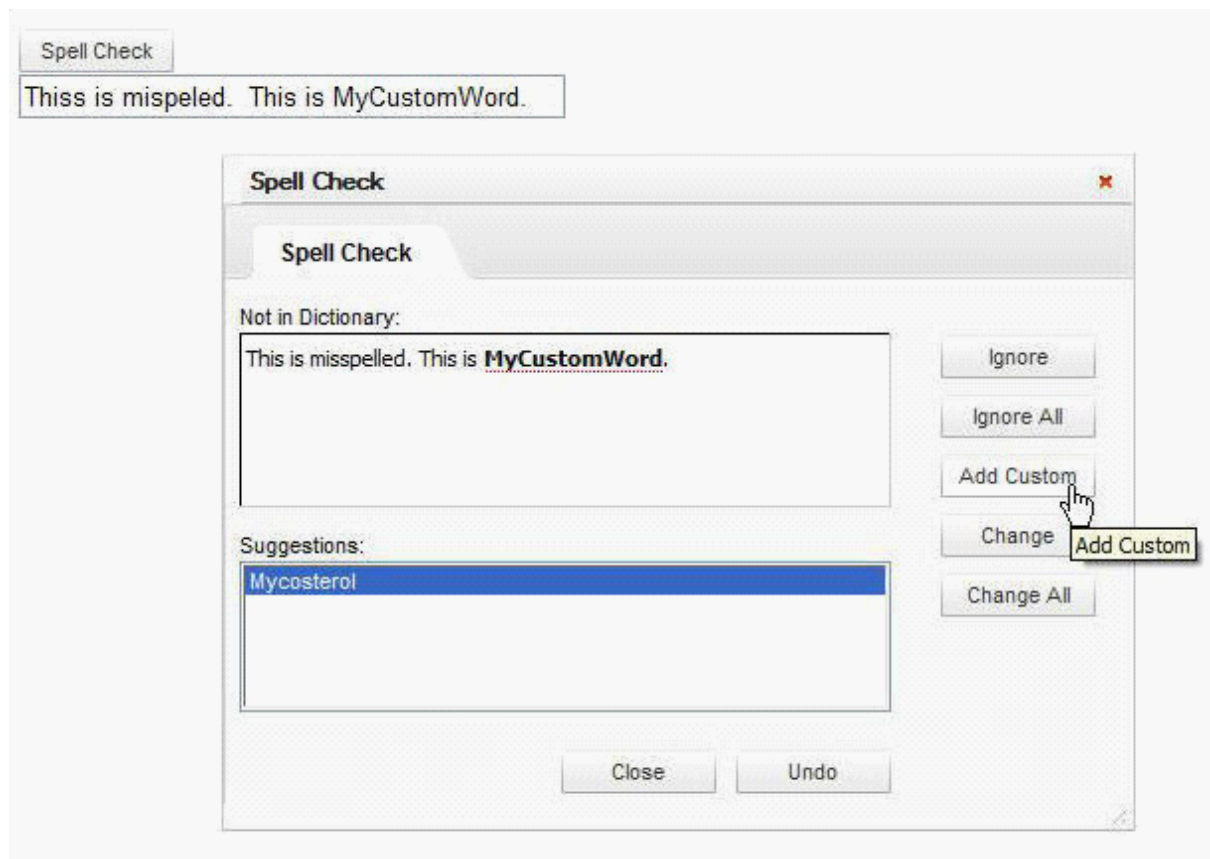 Spell Check
Thiss is mispeled.  This is MyCustomWord.
Spell Check
Spell Check
Not in Dictionary:
This is misspelled. This is MyCustomWord.
Ignore
Ignore All
Add Custom
Suggestions:
Change
Add Custom
Mycosterol
Change All
Close
Undo